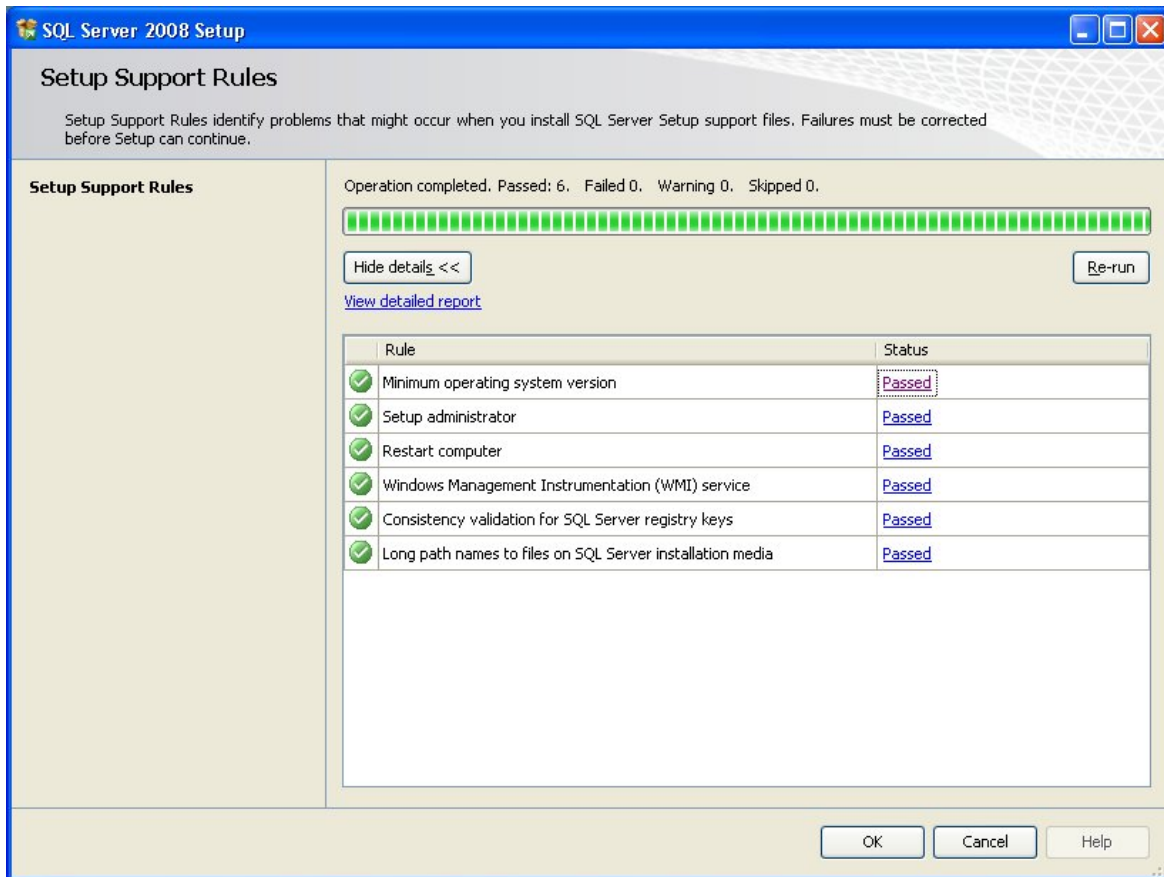 SQL Server 2008 Setup
Setup Support Rules
Setup Support Rules identify problems that might occur when you install SQL Server Setup support files. Failures must be corrected
before Setup can continue.
Setup Support Rules
Operation completed. Passed: 6. Failed 0. Warning 0. Skipped 0.
Hide details <<
Re-run
View detailed report
Rule Status
Minimum operating system version Passed
Setup administrator Passed
Restart computer Passed
Windows Management Instrumentation (WMI) service Passed
Consistency validation for SQL Server registry keys Passed
Long path names to files on SQL Server installation media Passed
OK Cancel Help